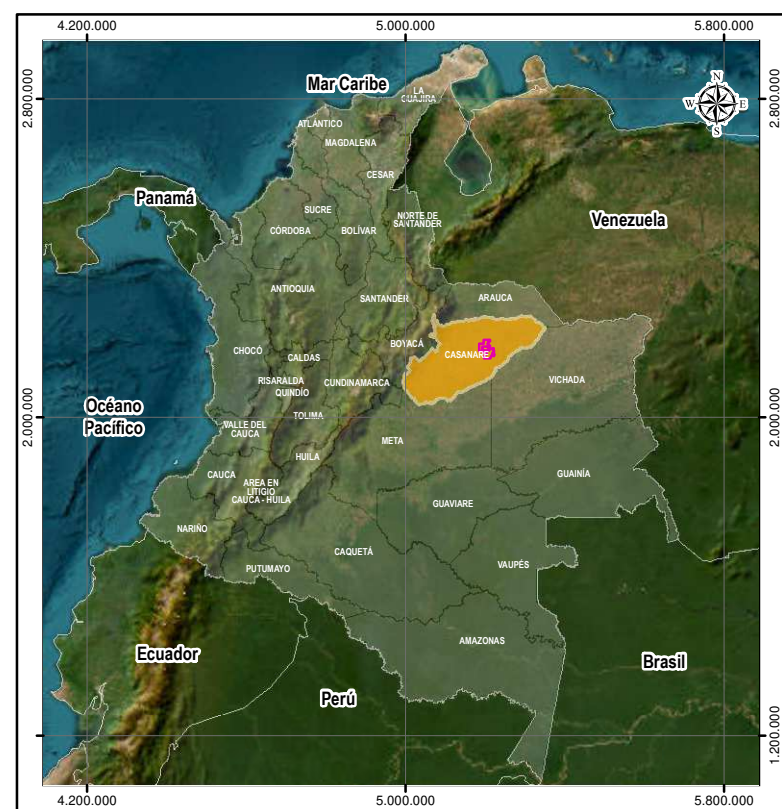 4.200.000
5.000.000
5.800.000
2.800.000
2.800.000
Mar Caribe
LA
GUAJIRA
N
W
E
S
ATLÁNTICO
MAGDALENA
CESAR
Panamá
SUCRE
NORTE DE
SANTANDER
Venezuela
CÓRDOBA
BOLÍVAR
ANTIOQUIA
SANTANDER
ARAUCA
CHOCÓ
BOYACÁ
CASANARE
CALDAS
RISARALDA
CUNDINAMARCA
VICHADA
QUINDÍO
Océano
Pacífico
TOLIMA
2.000.000
2.000.000
VALLE DEL
CAUCA
META
HUILA
CAUCA
AREA EN
LITIGIO
CAUCA - HUILA
GUAINÍA
GUAVIARE
NARIÑO
CAQUETÁ
VAUPÉS
PUTUMAYO
AMAZONAS
Ecuador
Brasil
Perú
1.200.000
1.200.000
4.200.000
5.000.000
5.800.000